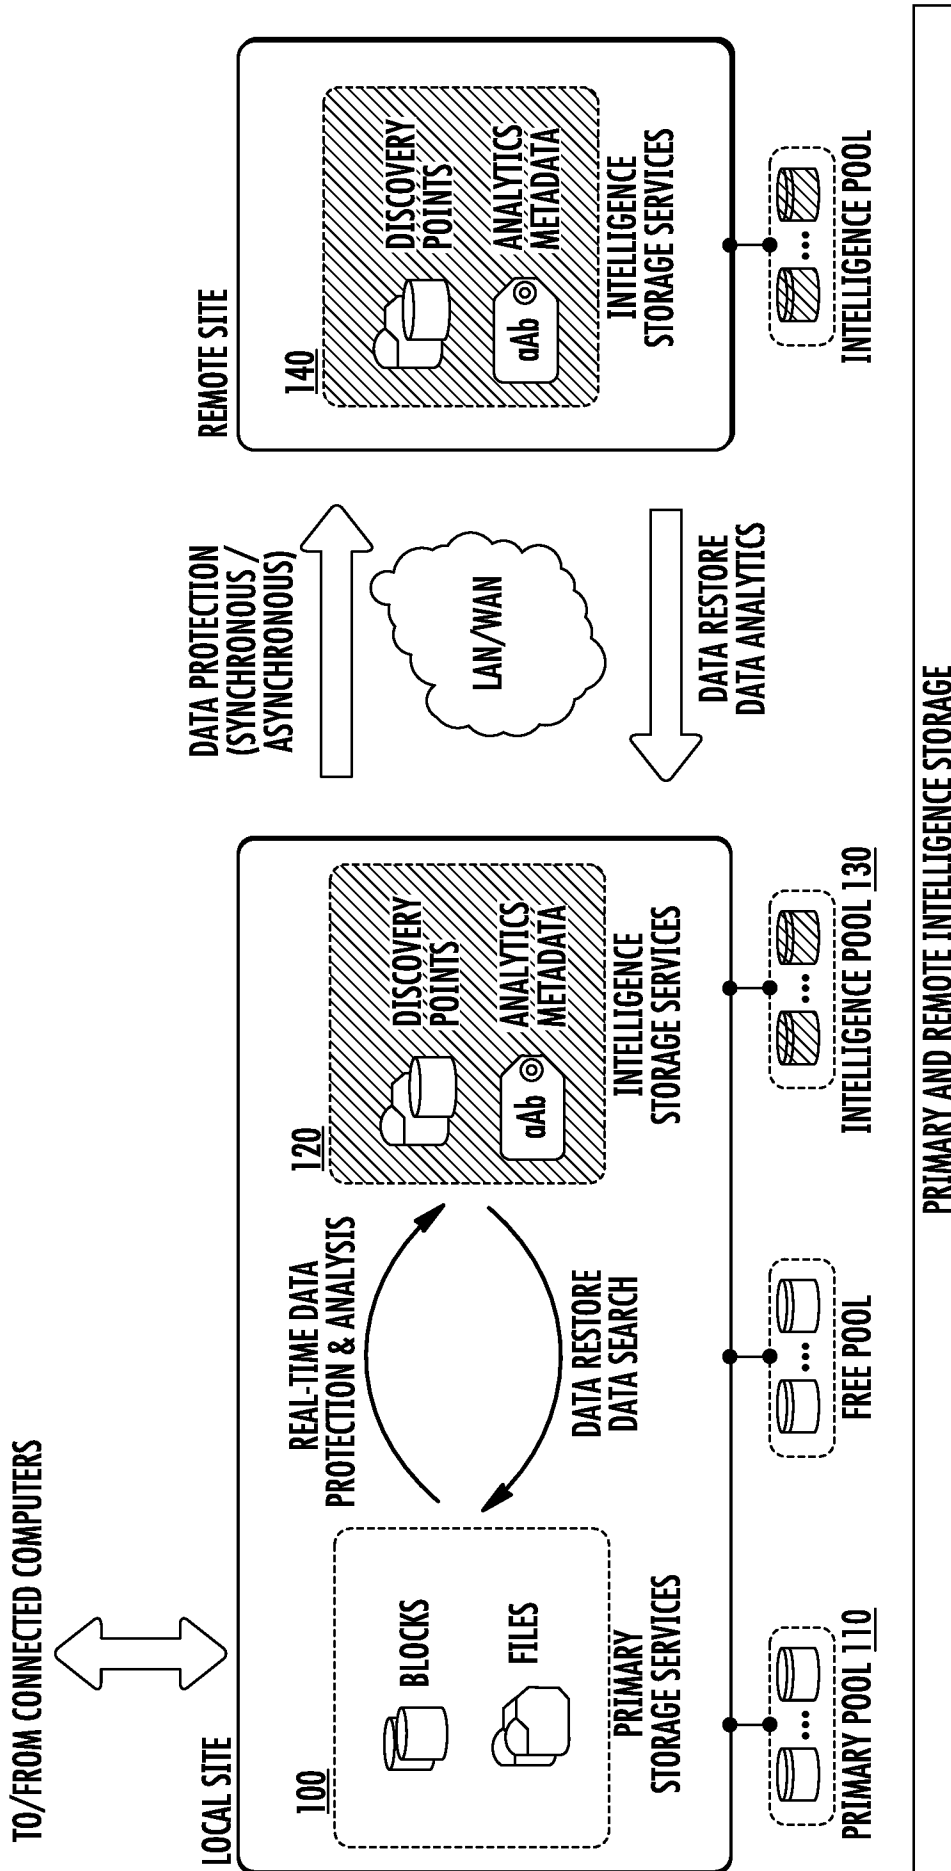 TO/FROM CONNECTED COMPUTERS
LOCAL SITE
100
BLOCKS
FILES
PRIMARY
STORAGE SERVICES
REAL-TIME DATA
PROTECTION & ANALYSIS
DATA RESTORE
DATA SEARCH
120
DISCOVERY
POINTS
aAb
ANALYTICS
METADATA
INTELLIGENCE
STORAGE SERVICES
PRIMARY POOL 110
FREE POOL
INTELLIGENCE POOL 130
DATA PROTECTION
(SYNCHRONOUS/
ASYNCHRONOUS)
LAN/WAN
DATA RESTORE
DATA ANALYTICS
REMOTE SITE
140
DISCOVERY
POINTS
aAb
ANALYTICS
METADATA
INTELLIGENCE
STORAGE SERVICES
INTELLIGENCE POOL
PRIMARY AND REMOTE INTELLIGENCE STORAGE